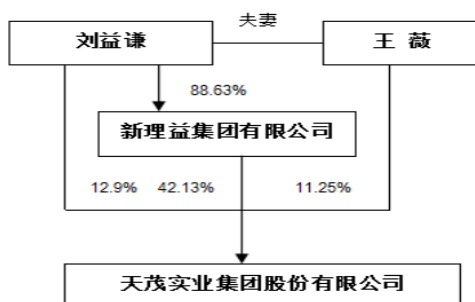 夫妻
刘益谦
王 薇
88.63%
新理益集团有限公司
12.9% 42.13% 11.25%
天茂实业集团股份有限公司